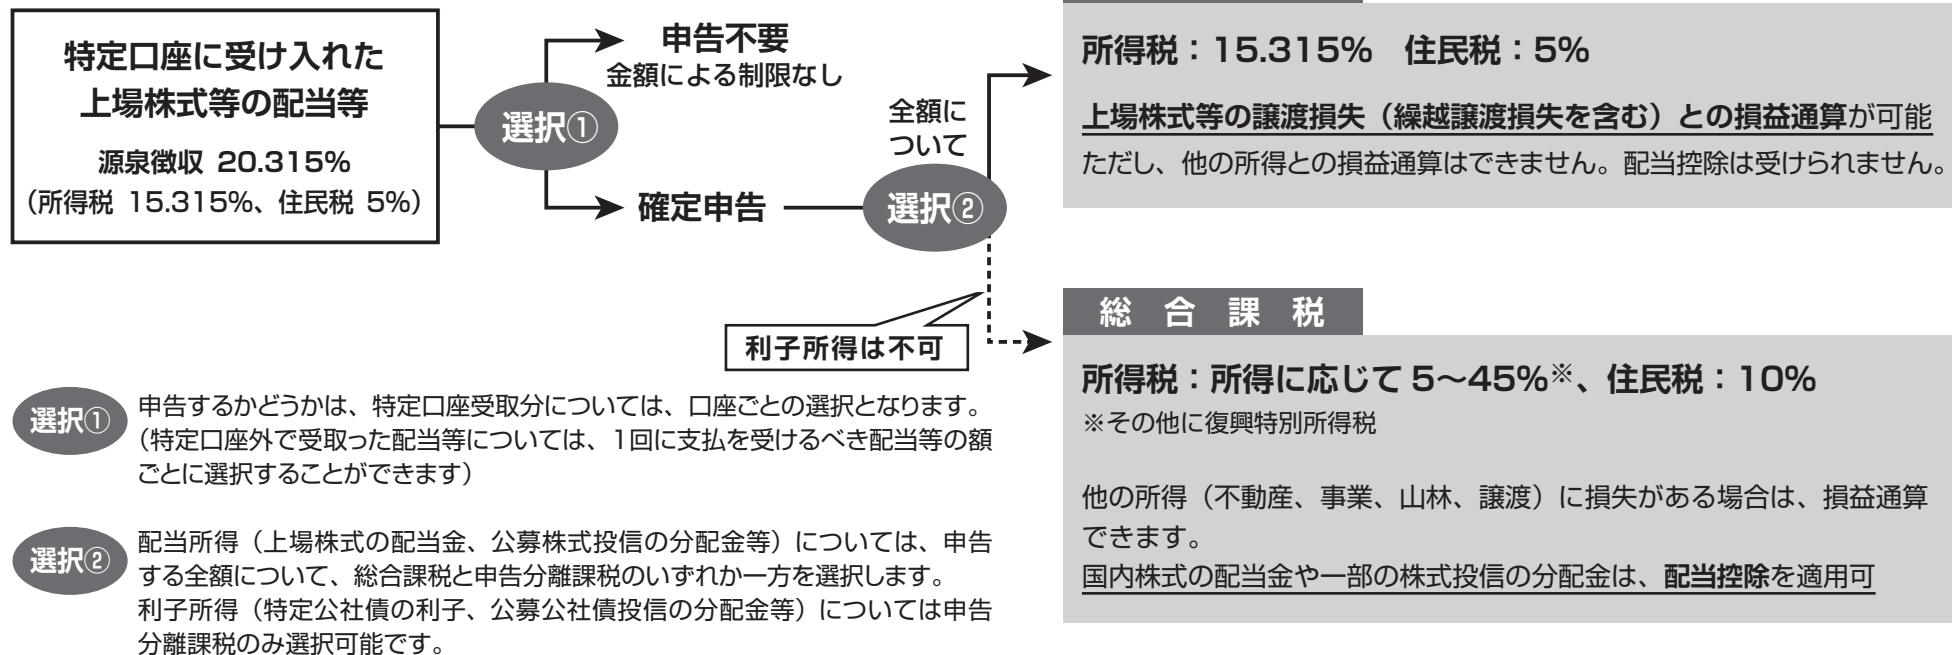 特定口座に受け入れた
上場株式等の配当等
源泉徴収 20.315%
(所得税 15.315%、住民税 5%)
選択①
申告不要
金額による制限なし
確定申告
全額に
ついて
選択②
所得税：15.315%　住民税：5%
上場株式等の譲渡損失（繰越譲渡損失を含む）との損益通算が可能
ただし、他の所得との損益通算はできません。配当控除は受けられません。
利子所得は不可
総合課税
所得税：所得に応じて5～45%※、住民税：10%
※その他に復興特別所得税
他の所得（不動産、事業、山林、譲渡）に損失がある場合は、損益通算
できます。
国内株式の配当金や一部の株式投信の分配金は、配当控除を適用可
選択①
申告するかどうかは、特定口座受取分については、口座ごとの選択となります。
（特定口座外で受取った配当等については、1回に支払を受けるべき配当等の額
ごとに選択することができます）
選択②
配当所得（上場株式の配当金、公募株式投信の分配金等）については、申告
する全額について、総合課税と申告分離課税のいずれか一方を選択します。
利子所得（特定公社債の利子、公募公社債投信の分配金等）については申告
分離課税のみ選択可能です。